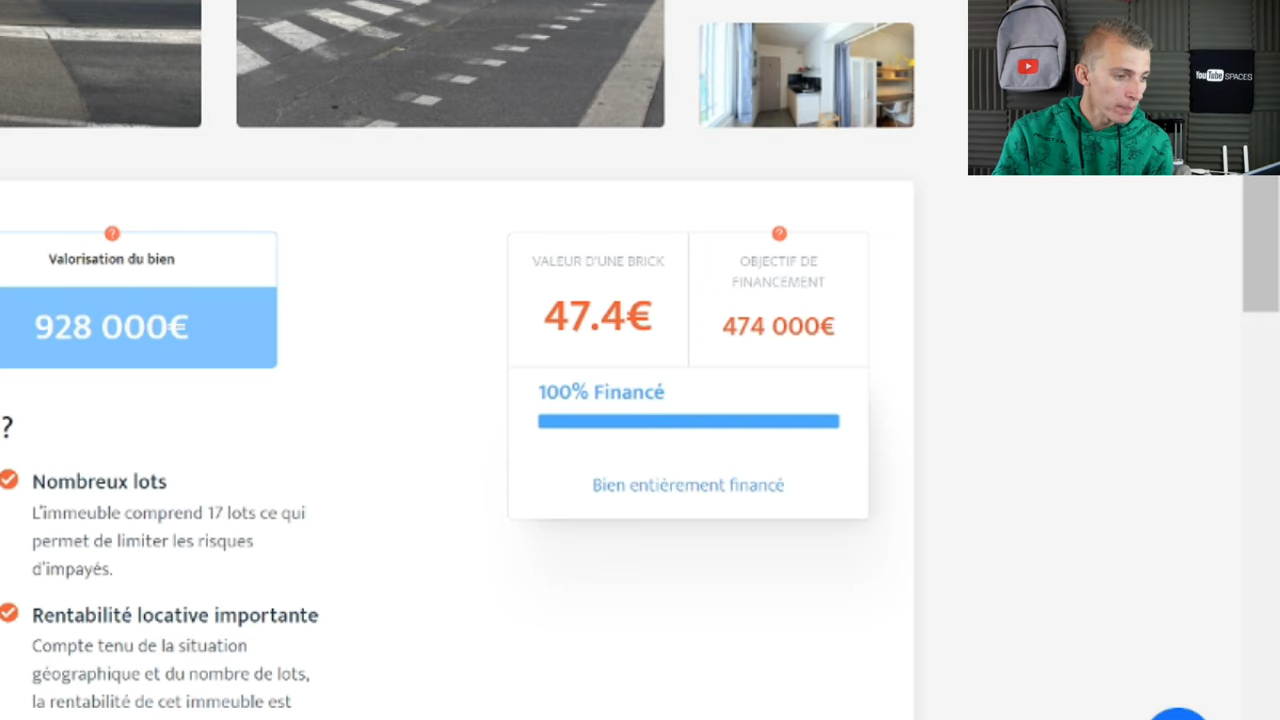 YouTube SPACES
?
Valorisation du bien
928 000€
?
VALEUR D'UNE BRICK
47.4€
OBJECTIF DE
FINANCEMENT
474 000€
100% Financé
Bien entièrement financé
?
Nombreux lots
L'immeuble comprend 17 lots ce qui
permet de limiter les risques
d'impayés.
Rentabilité locative importante
Compte tenu de la situation
géographique et du nombre de lots,
la rentabilité de cet immeuble est